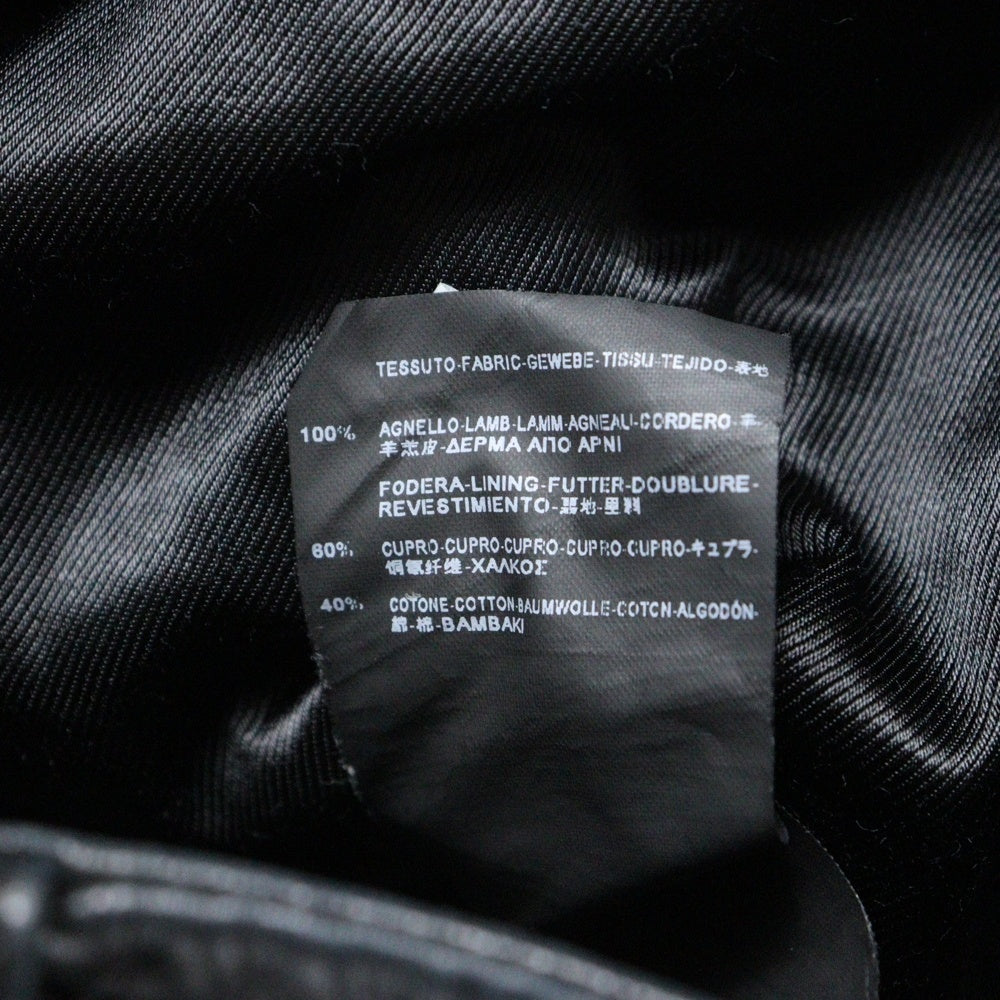 TESSUTO-FABRIC-GEWEBE-TISSU-TEJIDO-表地
100% AGNELLO-LAMB-LAMM-AGNEAU-CORDERO-羊-
羊羔皮-ΔΕΡΜΑ ΑΠΟ ΑΡΝΙ
FODERA-LINING-FUTTER-DOUBLURE-
REVESTIMIENTO-裏地-里料
60% CUPRO-CUPRO-CUPRO-CUPRO-CUPRO-キュプラ-
铜氨纤维-ΧΑΛΚΟΣ
40% COTONE-COTTON-BAUMWOLLE-COTON-ALGODÓN-
綿-棉-ΒΑΜΒΑΚΙ